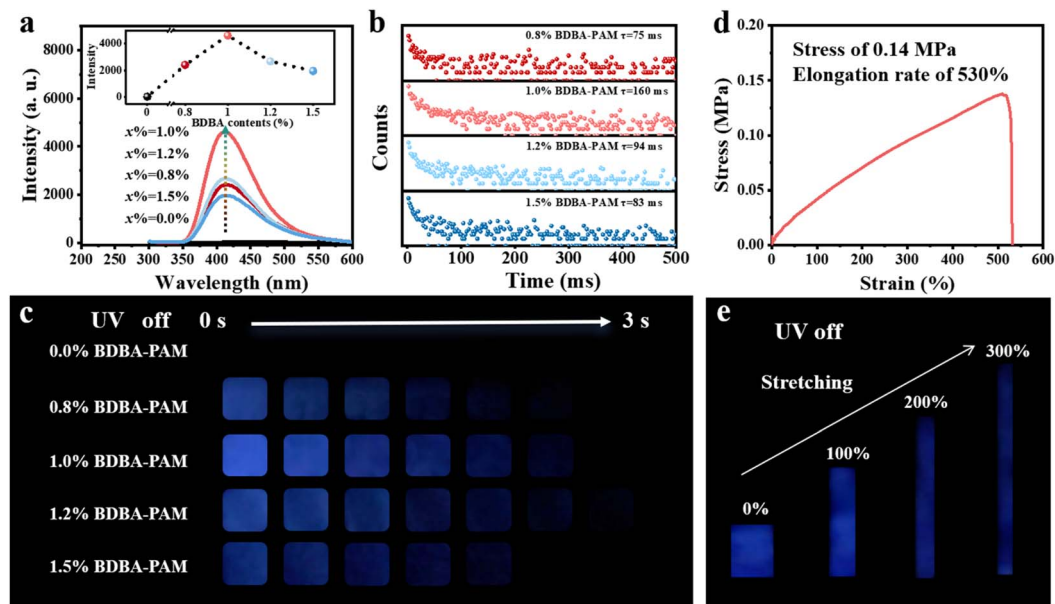 a
Intensity (a. u.)
8000
6000
4000
2000
0
Intensity
4000
2000
0
0 0.8 1 1.2 1.5
BDBA contents (%)
x%=1.0%
x%=1.2%
x%=0.8%
x%=1.5%
x%=0.0%
200 300 400 500 600
Wavelength (nm)
b
Counts
0.8% BDBA-PAM τ=75 ms
1.0% BDBA-PAM τ=160 ms
1.2% BDBA-PAM τ=94 ms
1.5% BDBA-PAM τ=83 ms
0 100 200 300 400 500
Time (ms)
d
Stress of 0.14 MPa
Elongation rate of 530%
Stress (MPa)
0.20
0.15
0.10
0.05
0.00
0 100 200 300 400 500 600
Strain (%)
c
UV off 0 s 3 s
0.0% BDBA-PAM
0.8% BDBA-PAM
1.0% BDBA-PAM
1.2% BDBA-PAM
1.5% BDBA-PAM
e
UV off
Stretching
300%
200%
100%
0%